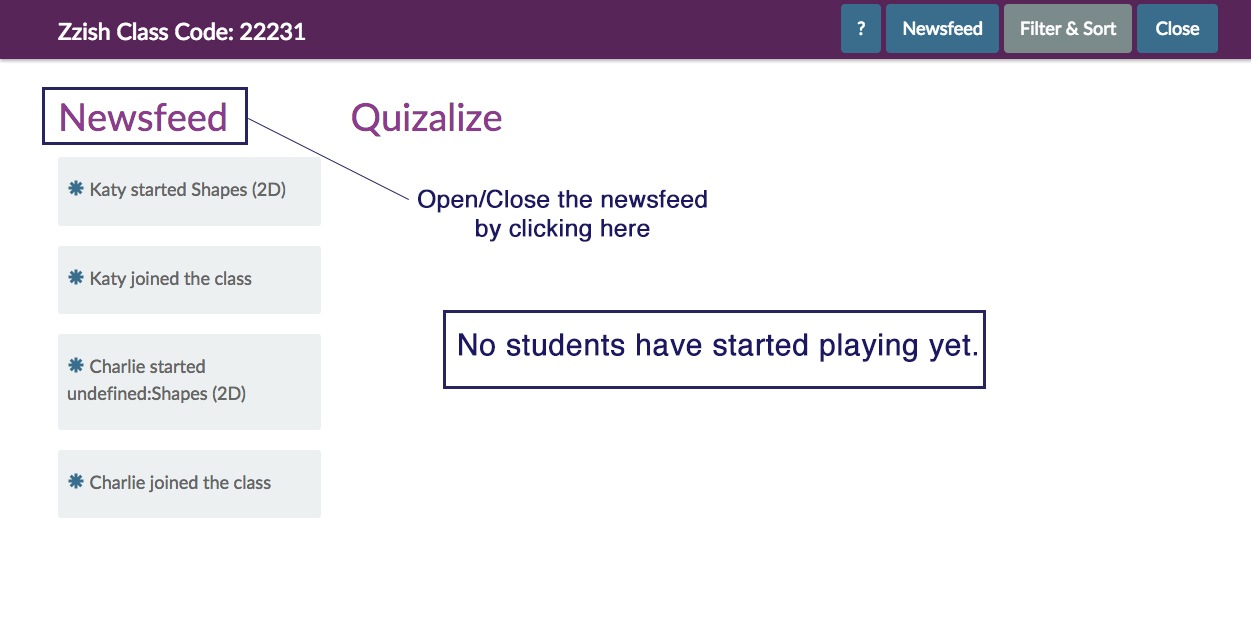 Zzish Class Code: 22231
? Newsfeed Filter & Sort Close
Newsfeed
Quizalize
Katy started Shapes (2D)
Katy joined the class
Charlie started
undefined:Shapes (2D)
Charlie joined the class
Open/Close the newsfeed
by clicking here
No students have started playing yet.